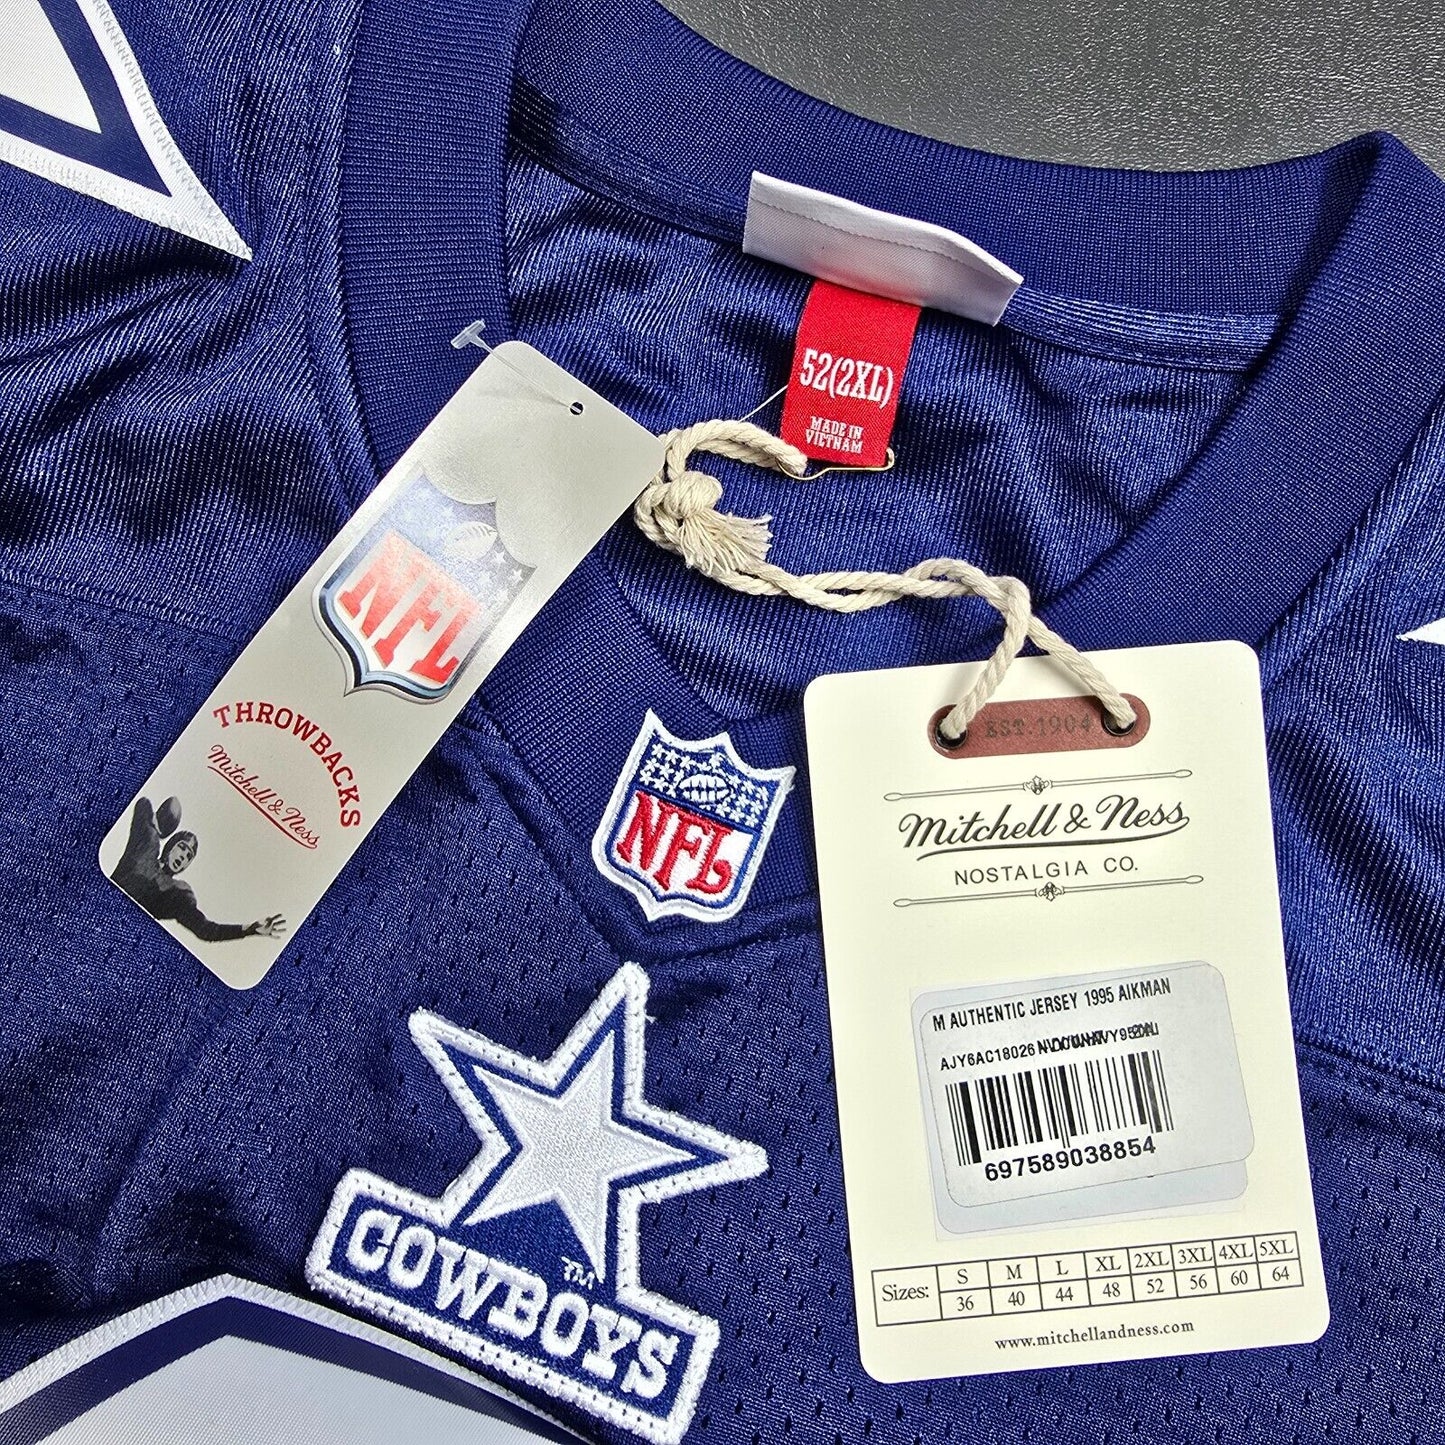 52(2XL)
MADE IN
VIETNAM
NFL
THROWBACKS
Mitchell & Ness
NFL
EST. 1904
Mitchell & Ness
NOSTALGIA CO.
M AUTHENTIC JERSEY 1995 AIKMAN
AJY6AC18026
697589038854
Sizes: S M L XL 2XL 3XL 4XL 5XL
36 40 44 48 52 56 60 64
www.mitchellandness.com
COWBOYS
TM